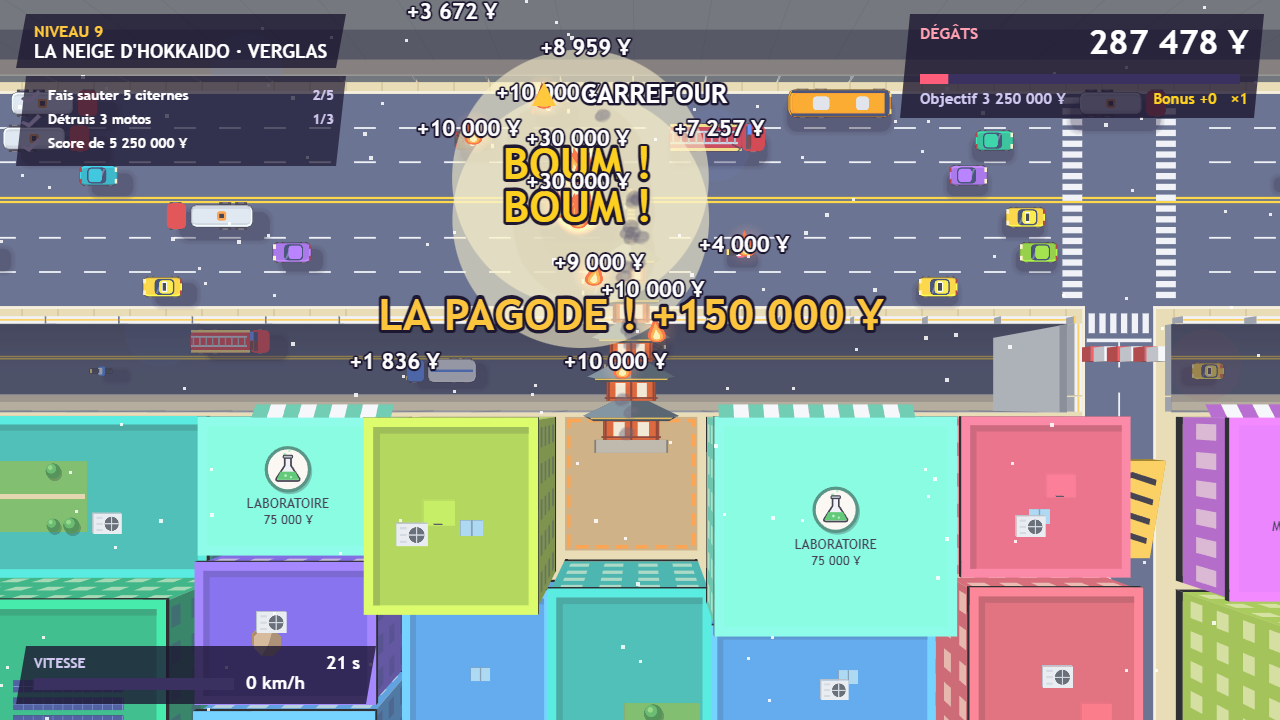 NIVEAU 9
LA NEIGE D'HOKKAIDO · VERGLAS
Fais sauter 5 citernes 2/5
Détruis 3 motos 1/3
Score de 5 250 000 ¥
DÉGÂTS
287 478 ¥
Objectif 3 250 000 ¥ Bonus +0 ×1
+3 672 ¥
+8 959 ¥
+10 000
CARREFOUR
+10 000 ¥
+30 000 ¥
+7 257 ¥
BOUM !
+30 000 ¥
BOUM !
+4 000 ¥
+9 000 ¥
+10 000 ¥
LA PAGODE ! +150 000 ¥
+1 836 ¥
+10 000 ¥
LABORATOIRE
75 000 ¥
LABORATOIRE
75 000 ¥
VITESSE
21 s
0 km/h